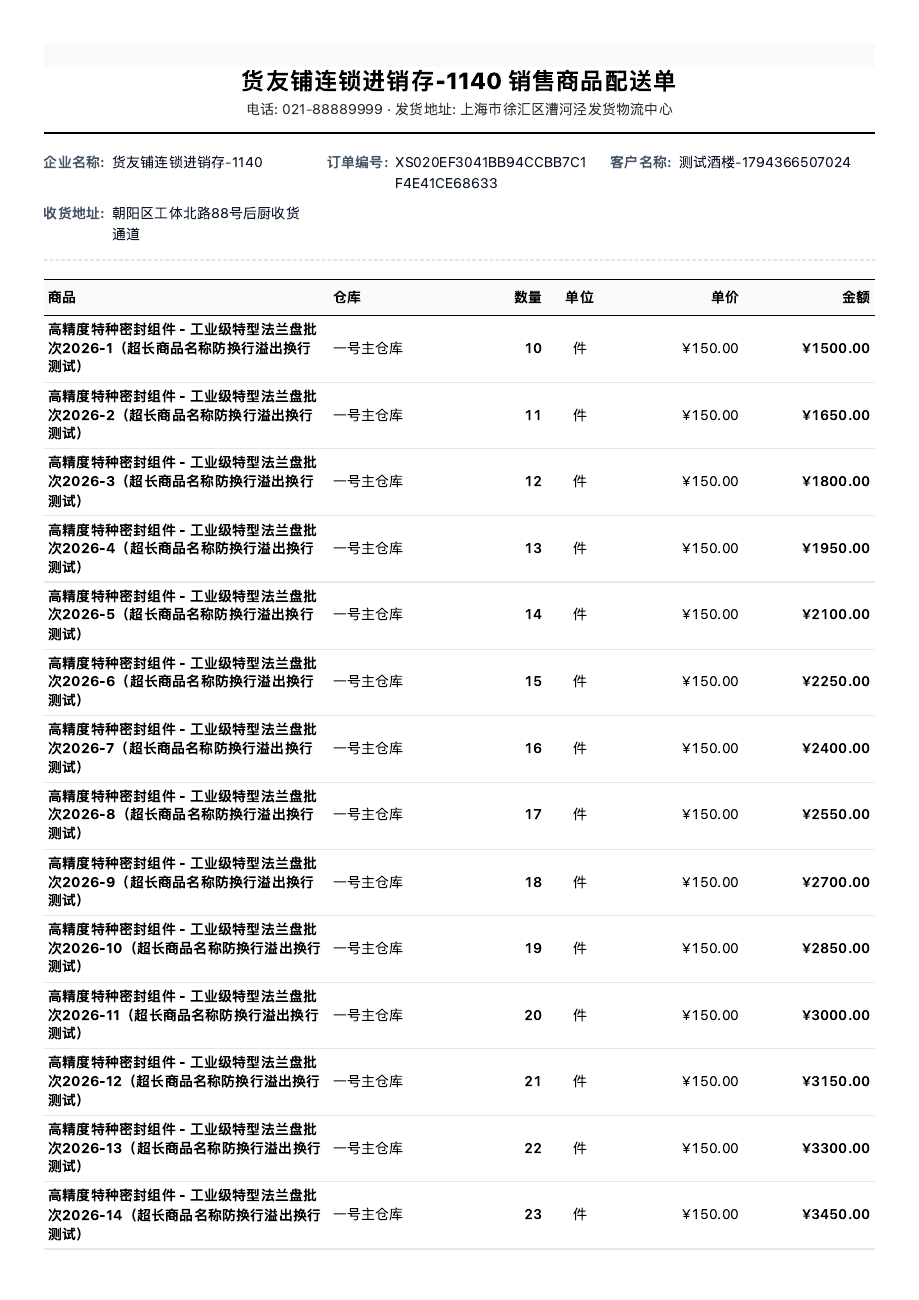 货友铺连锁进销存-1140 销售商品配送单
电话: 021-88889999 · 发货地址: 上海市徐汇区漕河泾发货物流中心
企业名称: 货友铺连锁进销存-1140 订单编号: XS020EF3041BB94CCBB7C1 客户名称: 测试酒楼-1794366507024
F4E41CE68633
收货地址: 朝阳区工体北路88号后厨收货
通道
商品 仓库 数量 单位 单价 金额
高精度特种密封组件 - 工业级特型法兰盘批
次2026-1（超长商品名称防换行溢出换行 一号主仓库 10 件 ¥150.00 ¥1500.00
测试）
高精度特种密封组件 - 工业级特型法兰盘批
次2026-2（超长商品名称防换行溢出换行 一号主仓库 11 件 ¥150.00 ¥1650.00
测试）
高精度特种密封组件 - 工业级特型法兰盘批
次2026-3（超长商品名称防换行溢出换行 一号主仓库 12 件 ¥150.00 ¥1800.00
测试）
高精度特种密封组件 - 工业级特型法兰盘批
次2026-4（超长商品名称防换行溢出换行 一号主仓库 13 件 ¥150.00 ¥1950.00
测试）
高精度特种密封组件 - 工业级特型法兰盘批
次2026-5（超长商品名称防换行溢出换行 一号主仓库 14 件 ¥150.00 ¥2100.00
测试）
高精度特种密封组件 - 工业级特型法兰盘批
次2026-6（超长商品名称防换行溢出换行 一号主仓库 15 件 ¥150.00 ¥2250.00
测试）
高精度特种密封组件 - 工业级特型法兰盘批
次2026-7（超长商品名称防换行溢出换行 一号主仓库 16 件 ¥150.00 ¥2400.00
测试）
高精度特种密封组件 - 工业级特型法兰盘批
次2026-8（超长商品名称防换行溢出换行 一号主仓库 17 件 ¥150.00 ¥2550.00
测试）
高精度特种密封组件 - 工业级特型法兰盘批
次2026-9（超长商品名称防换行溢出换行 一号主仓库 18 件 ¥150.00 ¥2700.00
测试）
高精度特种密封组件 - 工业级特型法兰盘批
次2026-10（超长商品名称防换行溢出换行 一号主仓库 19 件 ¥150.00 ¥2850.00
测试）
高精度特种密封组件 - 工业级特型法兰盘批
次2026-11（超长商品名称防换行溢出换行 一号主仓库 20 件 ¥150.00 ¥3000.00
测试）
高精度特种密封组件 - 工业级特型法兰盘批
次2026-12（超长商品名称防换行溢出换行 一号主仓库 21 件 ¥150.00 ¥3150.00
测试）
高精度特种密封组件 - 工业级特型法兰盘批
次2026-13（超长商品名称防换行溢出换行 一号主仓库 22 件 ¥150.00 ¥3300.00
测试）
高精度特种密封组件 - 工业级特型法兰盘批
次2026-14（超长商品名称防换行溢出换行 一号主仓库 23 件 ¥150.00 ¥3450.00
测试）